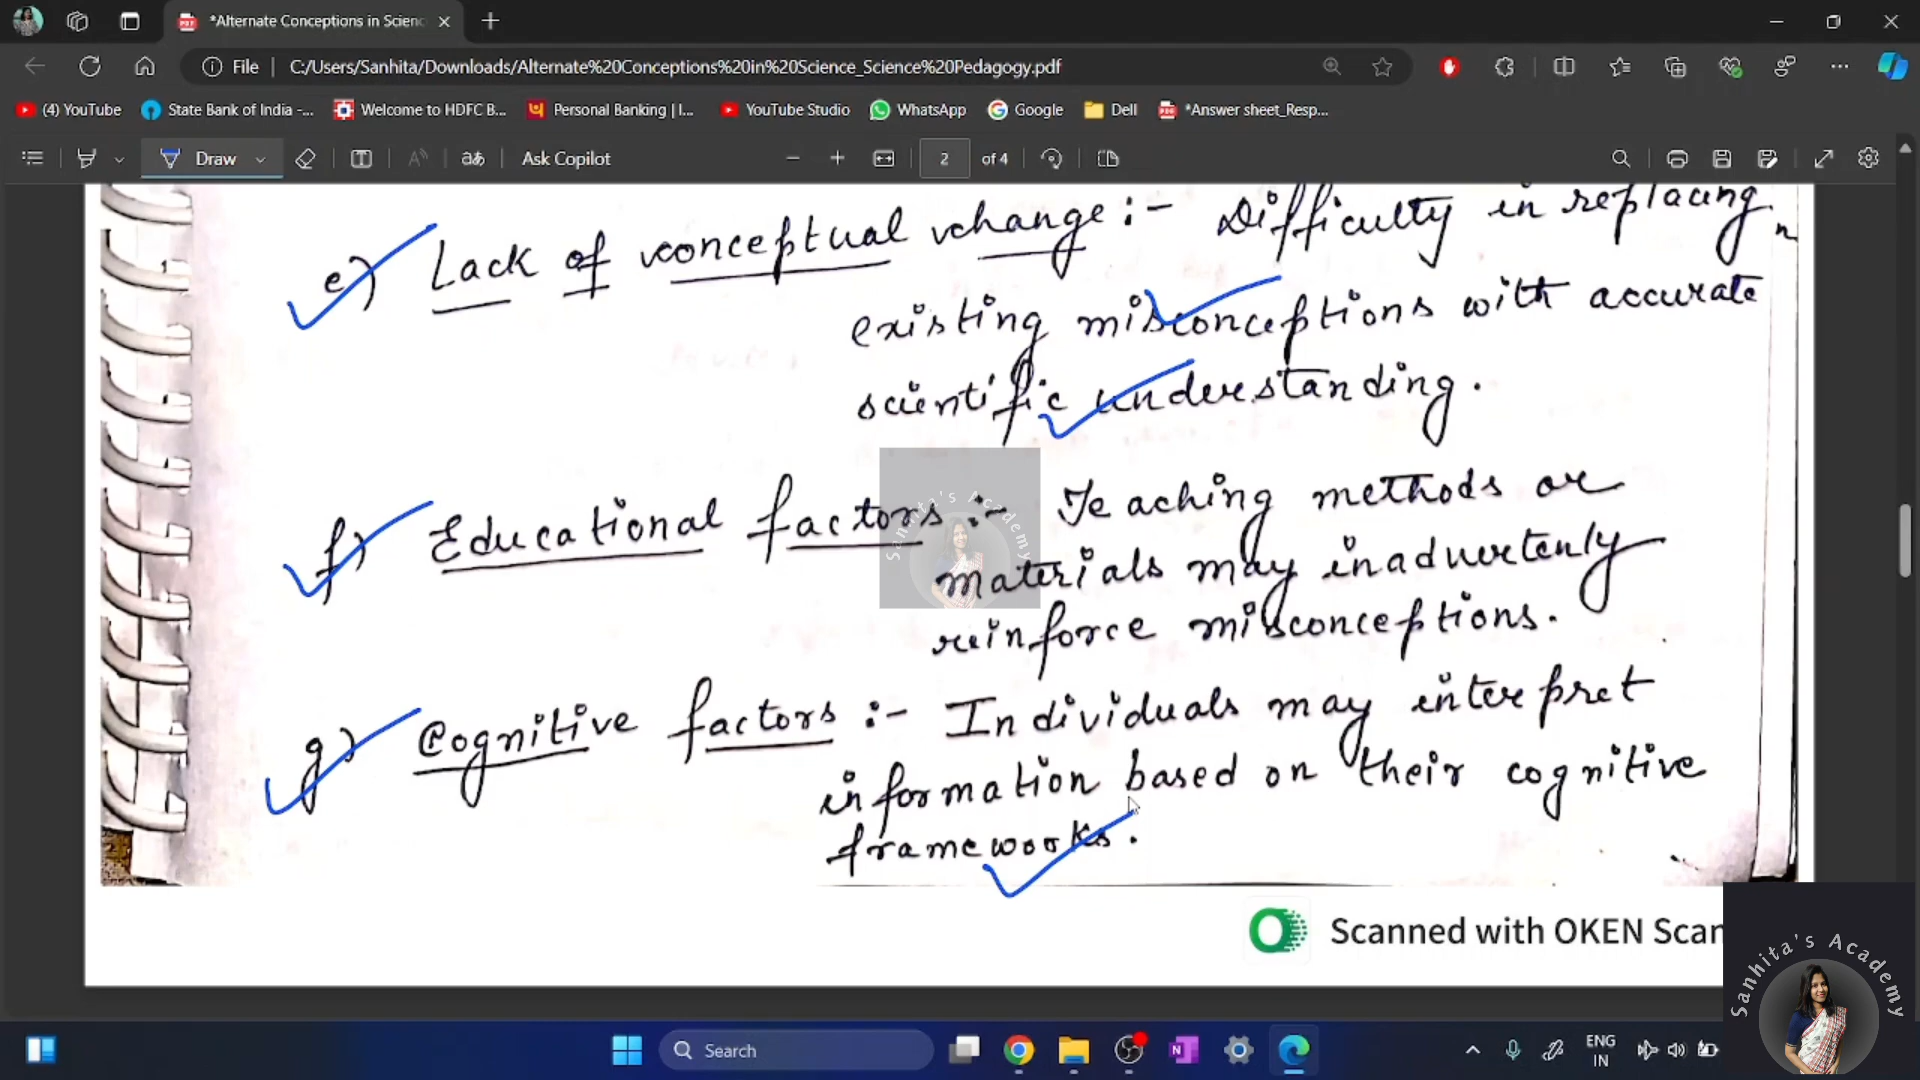 *Alternate Conceptions in Scienc
File
C:/Users/Sanhita/Downloads/Alternate%20Conceptions%20in%20Science_Science%20Pedagogy.pdf
(4) YouTube
State Bank of India -...
Welcome to HDFC B...
Personal Banking | I...
YouTube Studio
WhatsApp
Google
Dell
*Answer sheet_Resp...
Draw
Ask Copilot
2 of 4
e) Lack of conceptual change :- Difficulty in replacing
existing misconceptions with accurate
scientific understanding.
f) Educational factors :- Teaching methods or
materials may inadvertenly
reinforce misconceptions.
g) Cognitive factors :- Individuals may interpret
information based on their cognitive
frameworks.
Sanhita's Academy
Scanned with OKEN Scan
Sanhita's Academy
Search
ENG
IN